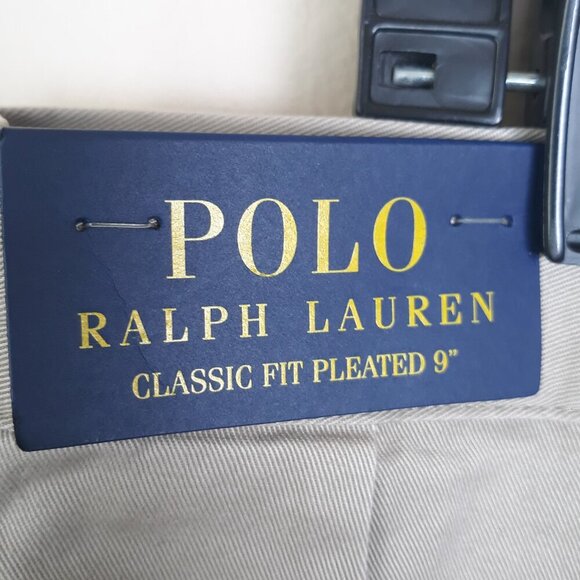 POLO
RALPH LAUREN
CLASSIC FIT PLEATED 9"